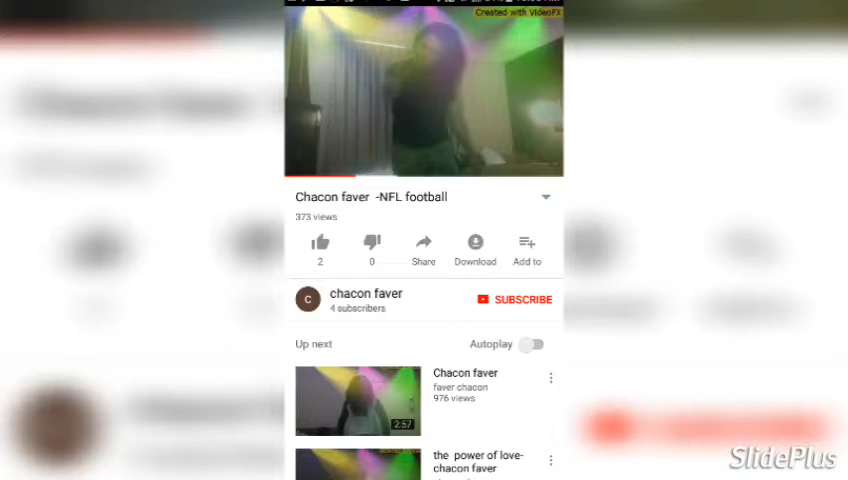 Created with VideoFX
Chacon faver -NFL football
373 views
2
0
Share
Download
Add to
C
chacon faver
4 subscribers
SUBSCRIBE
Up next
Autoplay
Chacon faver
faver chacon
976 views
2:57
the power of love-
chacon faver
SlidePlus